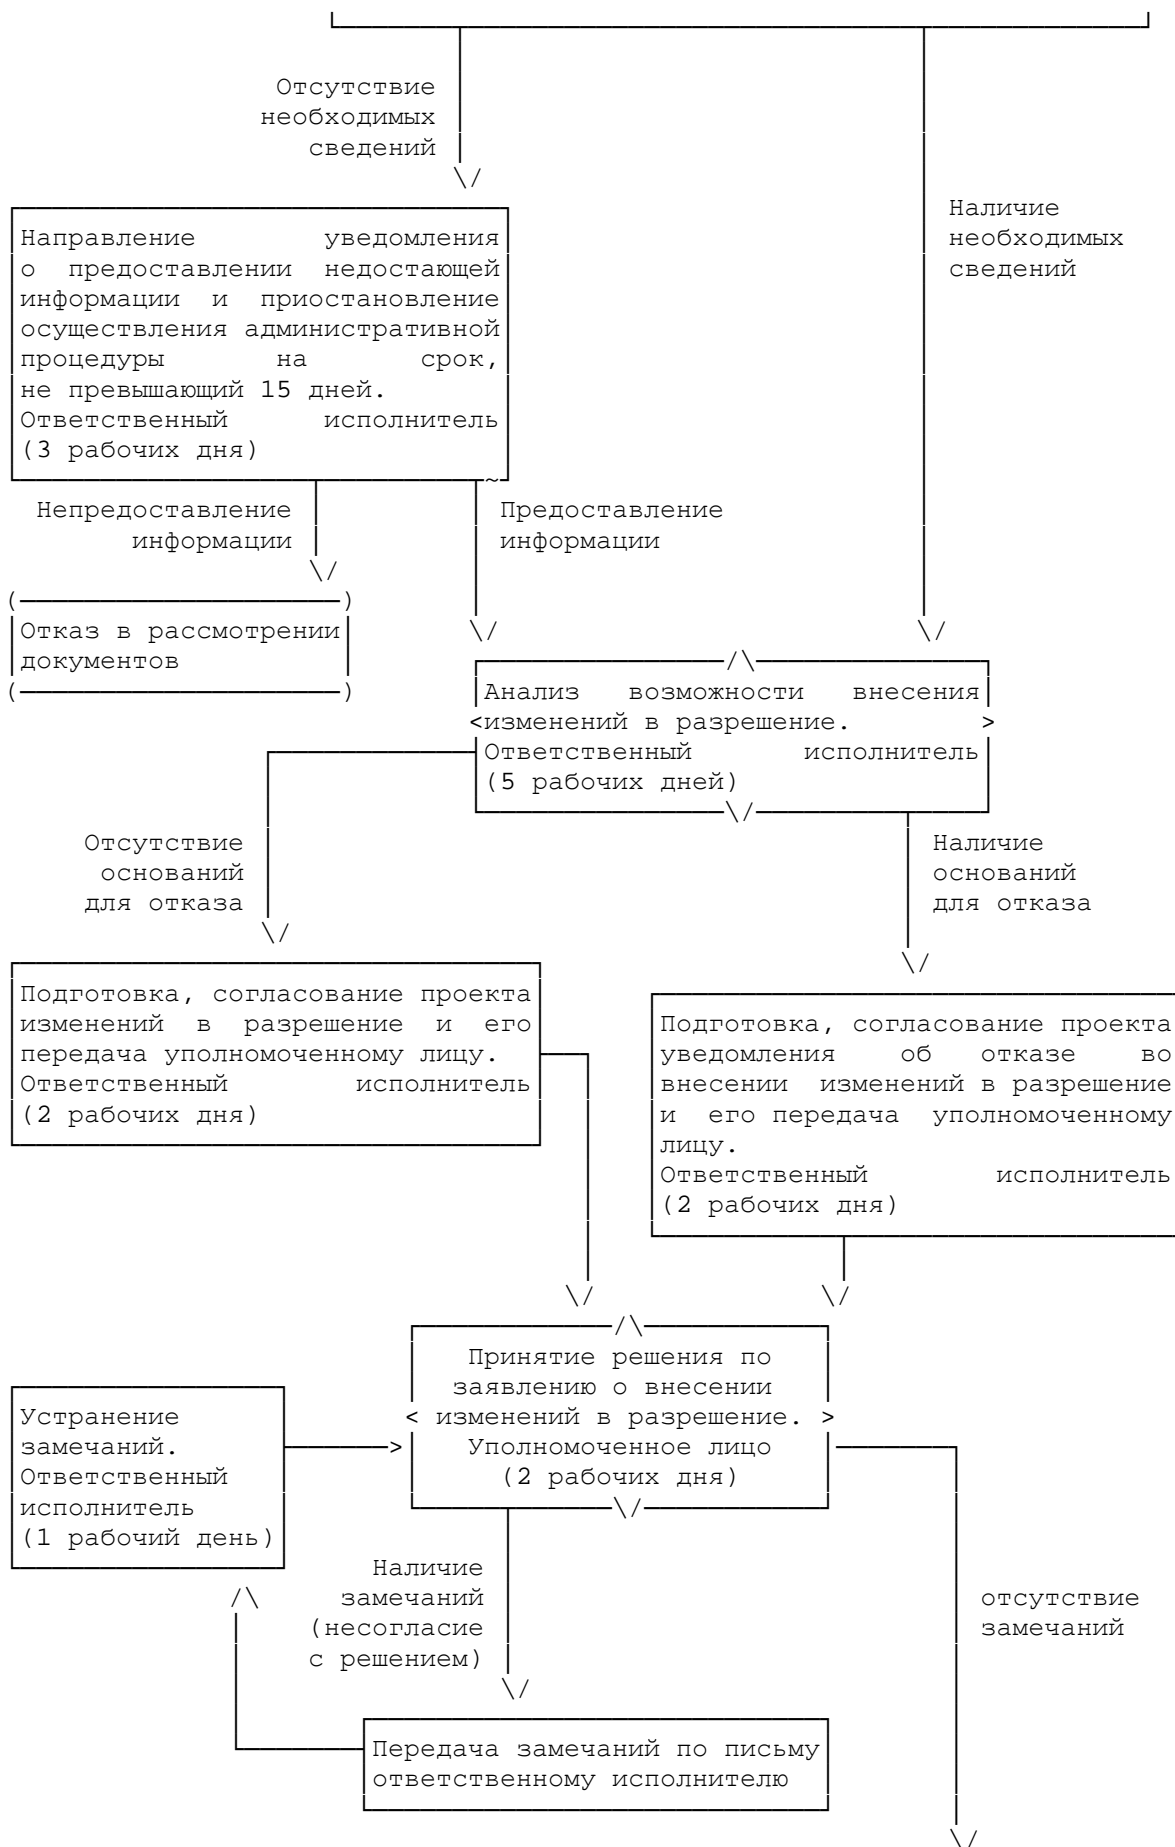 Отсутствие
необходимых
сведений
Наличие
необходимых
сведений
Направление уведомления
о предоставлении недостающей
информации и приостановление
осуществления административной
процедуры на срок,
не превышающий 15 дней.
Ответственный исполнитель
(3 рабочих дня)
Непредоставление
информации
Предоставление
информации
Отказ в рассмотрении
документов
Анализ возможности внесения
изменений в разрешение.
Ответственный исполнитель
(5 рабочих дней)
Отсутствие
оснований
для отказа
Наличие
оснований
для отказа
Подготовка, согласование проекта
изменений в разрешение и его
передача уполномоченному лицу.
Ответственный исполнитель
(2 рабочих дня)
Подготовка, согласование проекта
уведомления об отказе во
внесении изменений в разрешение
и его передача уполномоченному
лицу.
Ответственный исполнитель
(2 рабочих дня)
Принятие решения по
заявлению о внесении
изменений в разрешение.
Уполномоченное лицо
(2 рабочих дня)
Устранение
замечаний.
Ответственный
исполнитель
(1 рабочий день)
Наличие
замечаний
(несогласие
с решением)
отсутствие
замечаний
Передача замечаний по письму
ответственному исполнителю